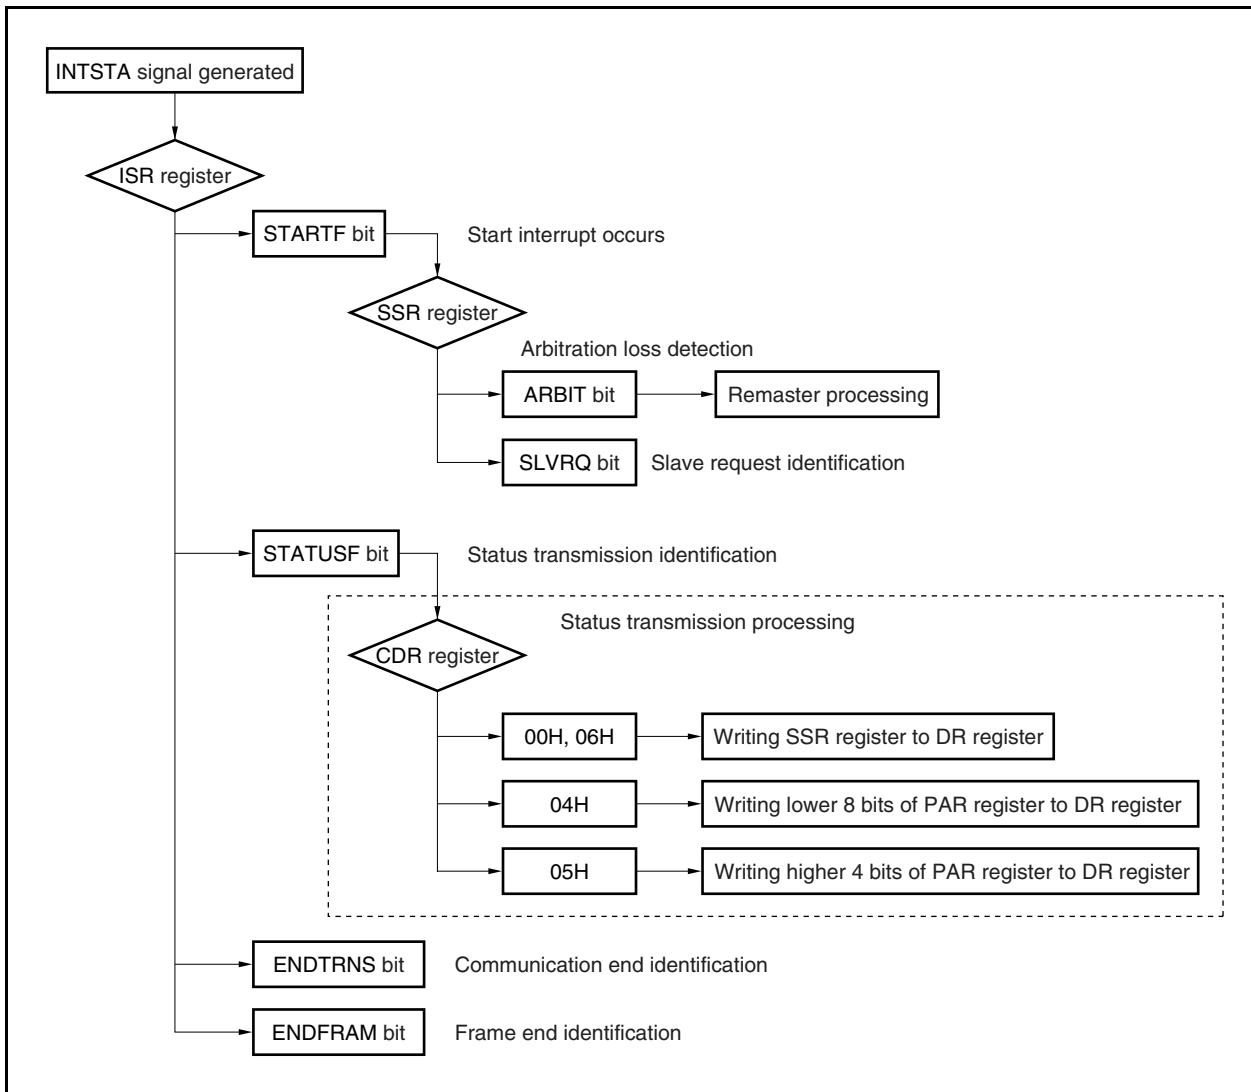 INTSTA signal generated
ISR register
STARTF bit
Start interrupt occurs
SSR register
Arbitration loss detection
ARBIT bit
Remaster processing
SLVRQ bit
Slave request identification
STATUSF bit
Status transmission identification
Status transmission processing
CDR register
00H, 06H
Writing SSR register to DR register
04H
Writing lower 8 bits of PAR register to DR register
05H
Writing higher 4 bits of PAR register to DR register
ENDTRNS bit
Communication end identification
ENDFRAM bit
Frame end identification